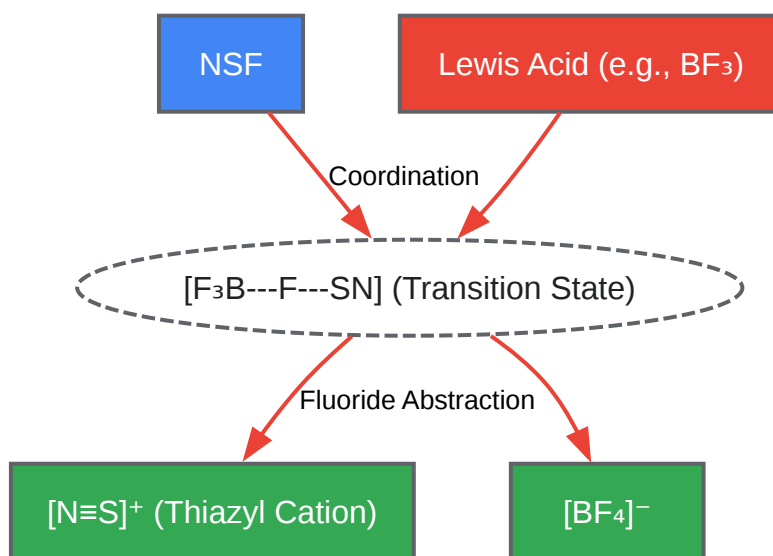 NSF
Lewis Acid (e.g., BF₃)
Coordination
[F₃B---F---SN] (Transition State)
Fluoride Abstraction
[N≡S]⁺ (Thiazyl Cation)
[BF₄]⁻